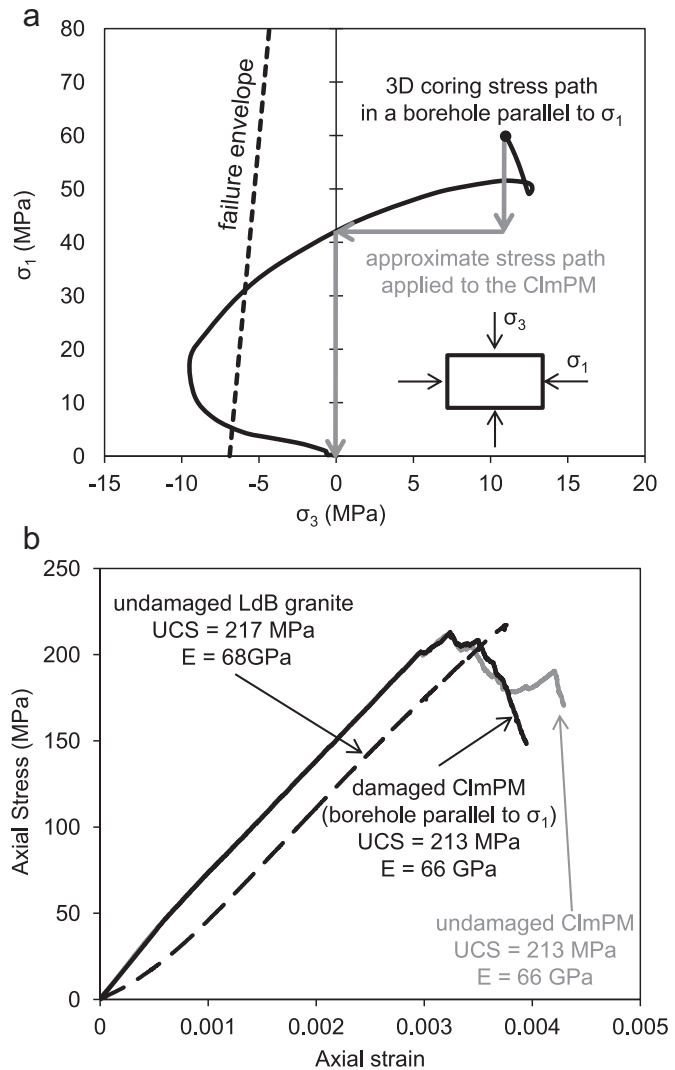 a
80
70
60
50
40
30
20
10
0
σ1 (MPa)
failure envelope
3D coring stress path
in a borehole parallel to σ1
approximate stress path
applied to the ClmPM
σ3
σ1
-15 -10 -5 0 5 10 15 20
σ3 (MPa)
b
250
200
150
100
50
0
Axial Stress (MPa)
undamaged LdB granite
UCS = 217 MPa
E = 68GPa
damaged ClmPM
(borehole parallel to σ1)
UCS = 213 MPa
E = 66 GPa
undamaged ClmPM
UCS = 213 MPa
E = 66 GPa
0 0.001 0.002 0.003 0.004 0.005
Axial strain